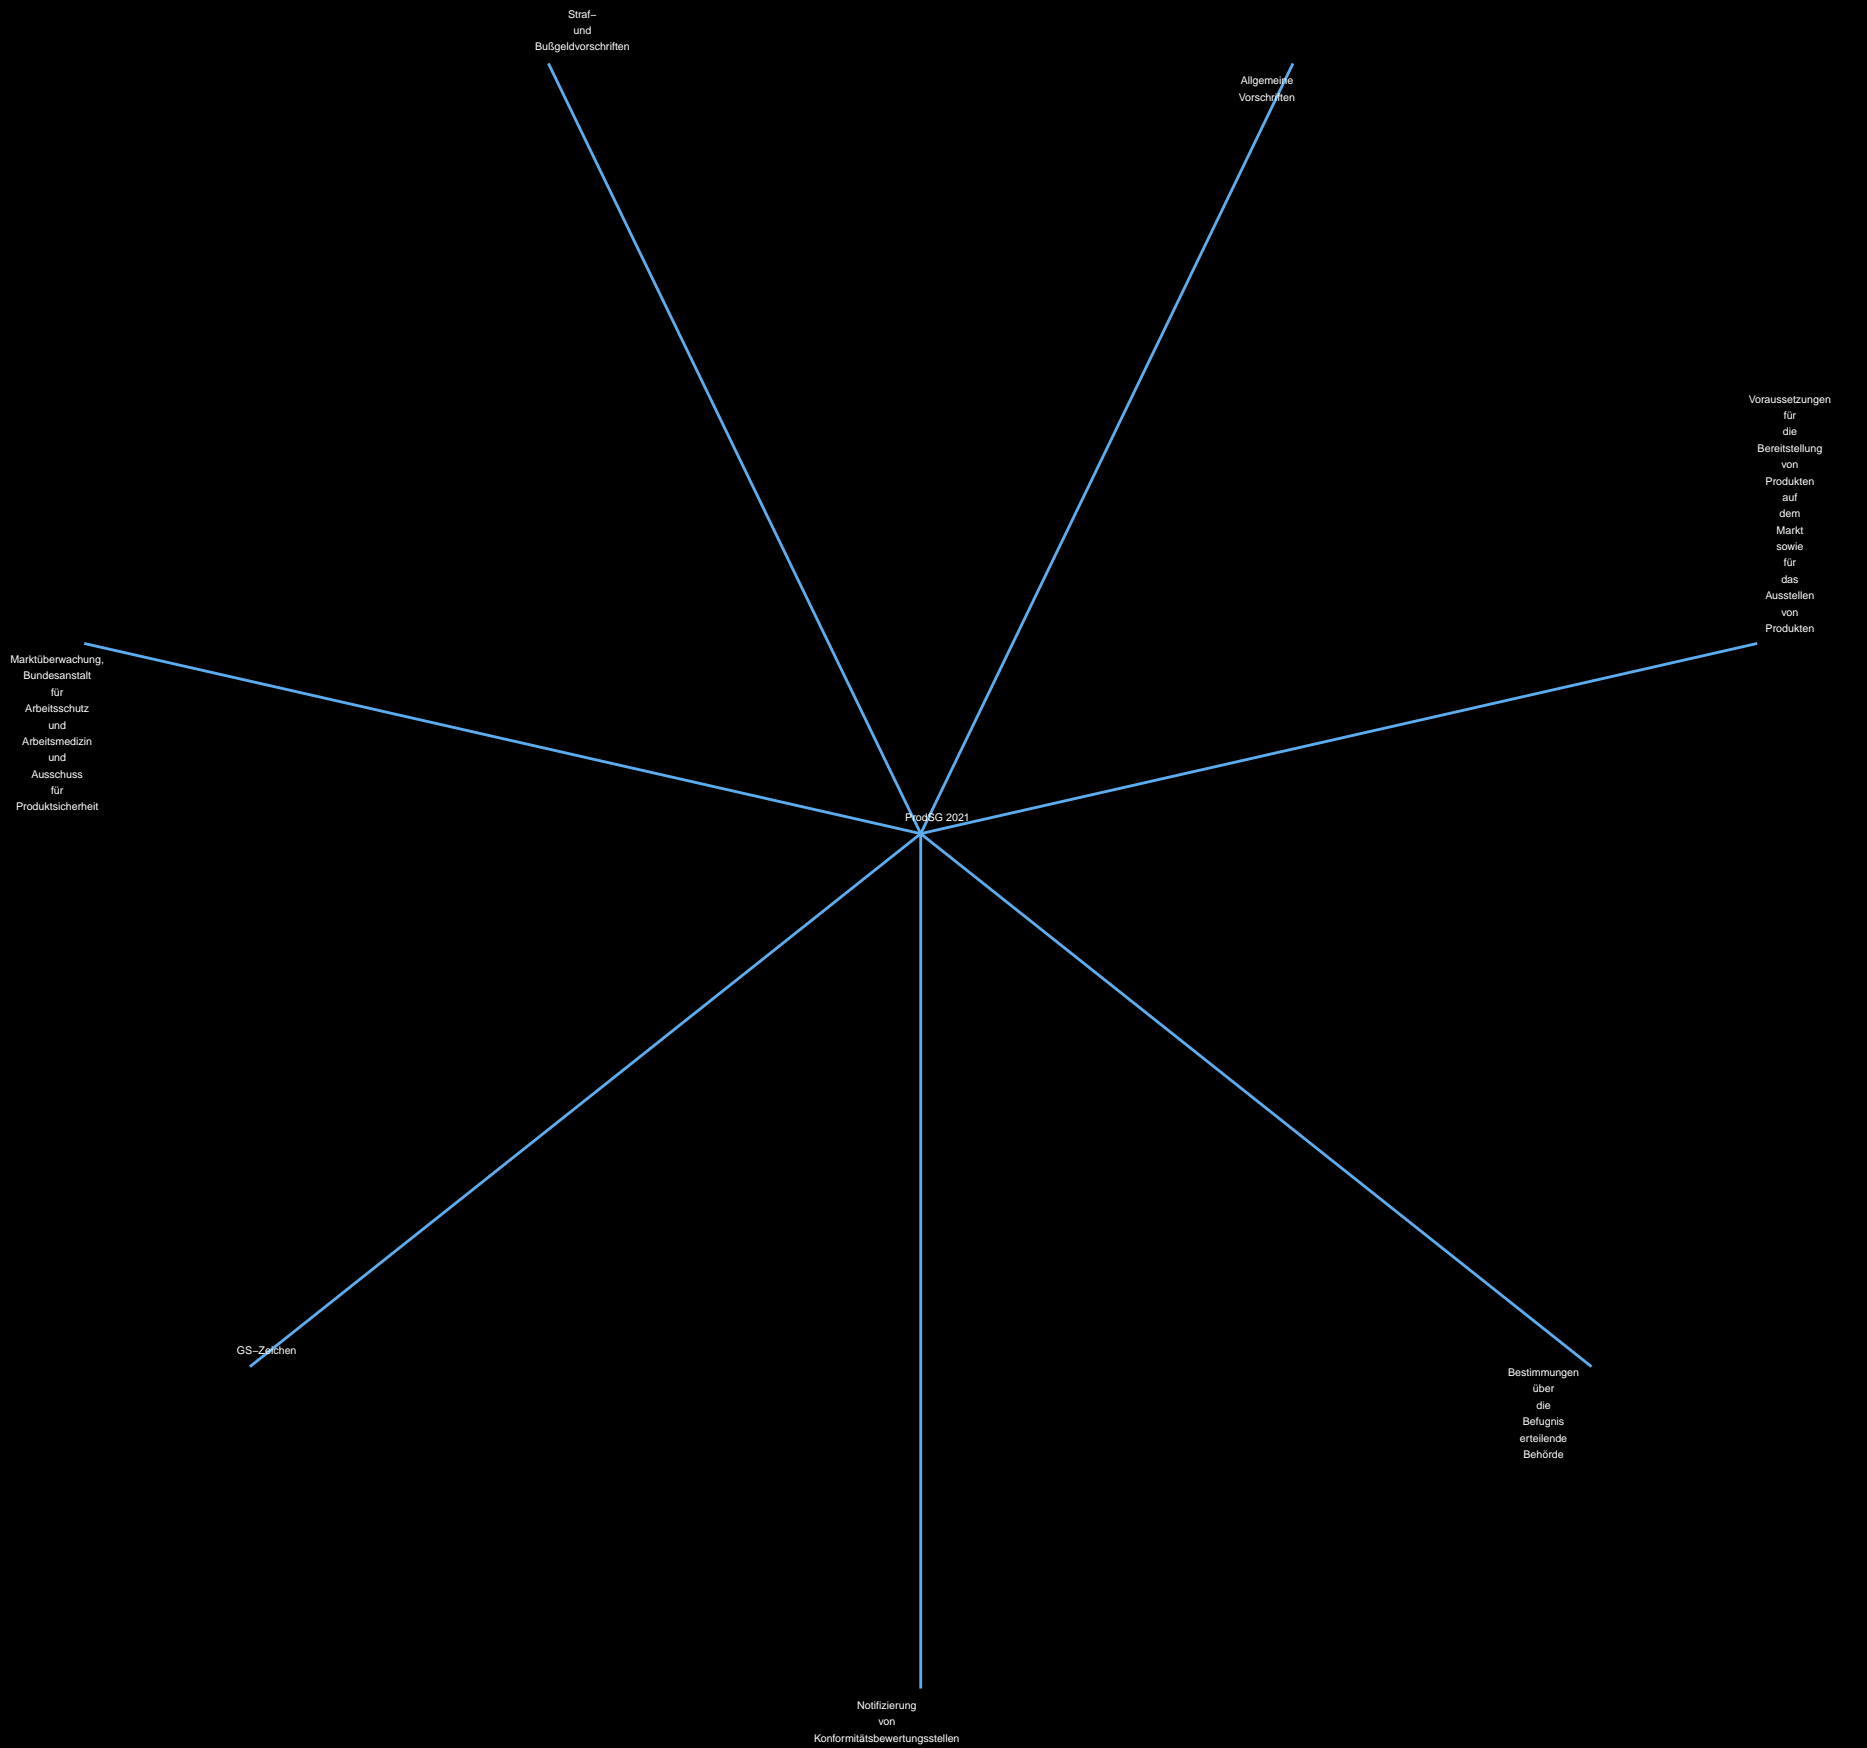 Straf–
und
Bußgeldvorschriften
Allgemeine
Vorschriften
Voraussetzungen
für
die
Bereitstellung
von
Produkten
auf
dem
Markt
sowie
für
das
Ausstellen
von
Produkten
Marktüberwachung,
Bundesanstalt
für
Arbeitsschutz
und
Arbeitsmedizin
und
Ausschuss
für
Produktsicherheit
ProdSG 2021
GS–Zeichen
Bestimmungen
über
die
Befugnis
erteilende
Behörde
Notifizierung
von
Konformitätsbewertungsstellen